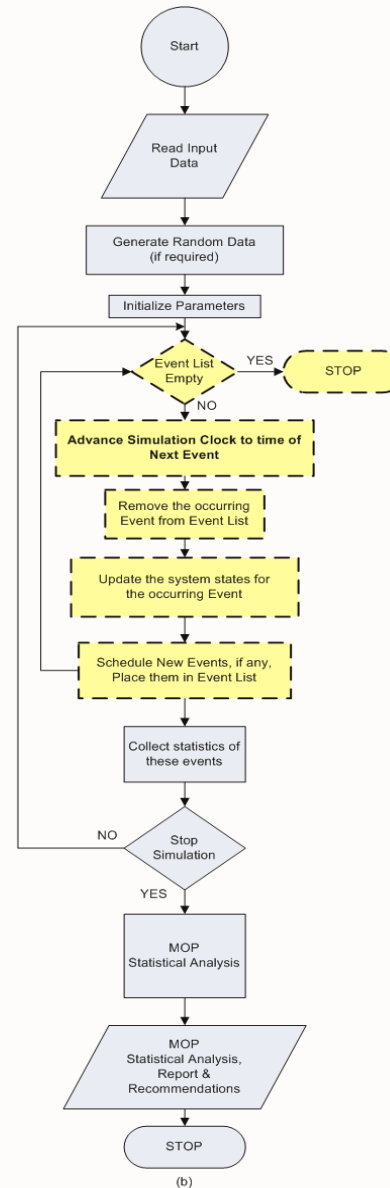 Start
Read Input
Data
Generate Random Data
(if required)
Initialize Parameters
Event List
Empty
YES
STOP
NO
Advance Simulation Clock to time of
Next Event
Remove the occurring
Event from Event List
Update the system states for
the occurring Event
Schedule New Events, if any,
Place them in Event List
Collect statistics of
these events
NO
Stop
Simulation
YES
MOP
Statistical Analysis
MOP
Statistical Analysis,
Report &
Recommendations
STOP
(b)